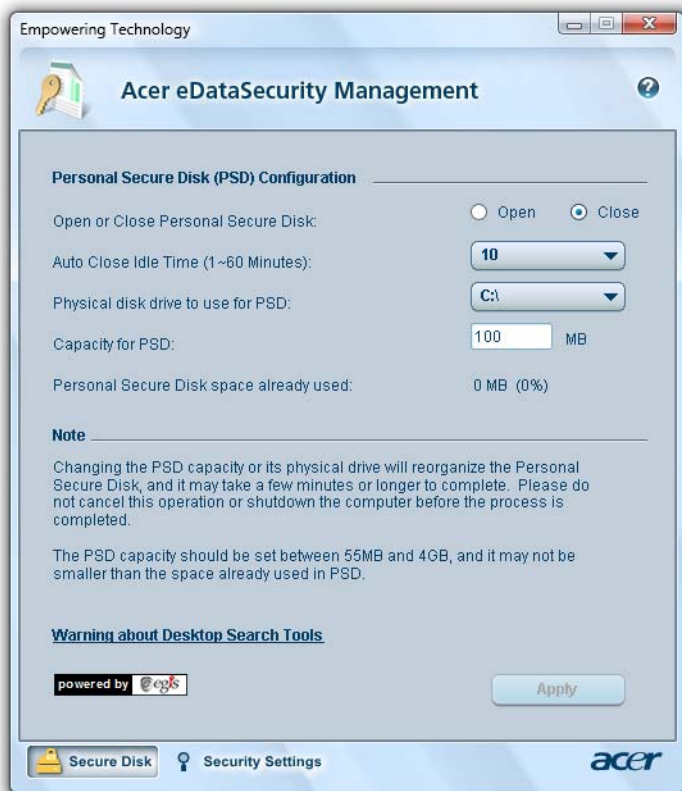 Empowering Technology
Acer eDataSecurity Management
Personal Secure Disk (PSD) Configuration
Open or Close Personal Secure Disk: Open Close
Auto Close Idle Time (1~60 Minutes): 10
Physical disk drive to use for PSD: C:\
Capacity for PSD: 100 MB
Personal Secure Disk space already used: 0 MB (0%)
Note
Changing the PSD capacity or its physical drive will reorganize the Personal
Secure Disk, and it may take a few minutes or longer to complete. Please do
not cancel this operation or shutdown the computer before the process is
completed.
The PSD capacity should be set between 55MB and 4GB, and it may not be
smaller than the space already used in PSD.
Warning about Desktop Search Tools
powered by egis
Apply
Secure Disk Security Settings acer